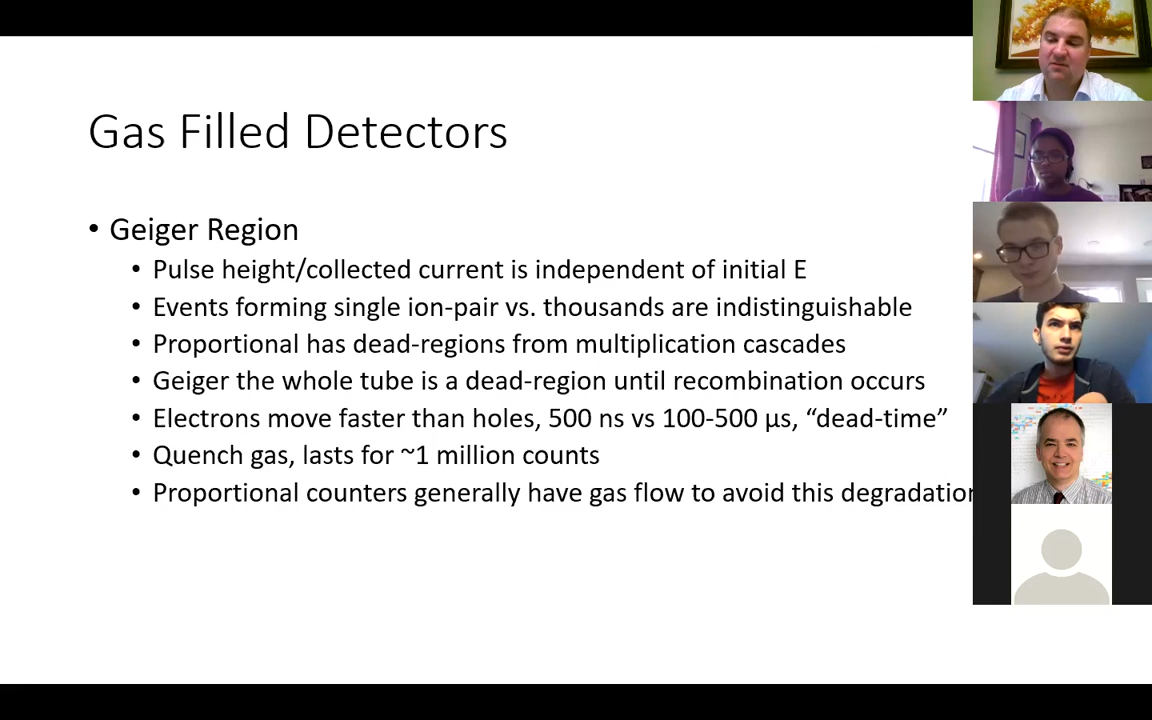 Gas Filled Detectors
• Geiger Region
• Pulse height/collected current is independent of initial E
• Events forming single ion-pair vs. thousands are indistinguishable
• Proportional has dead-regions from multiplication cascades
• Geiger the whole tube is a dead-region until recombination occurs
• Electrons move faster than holes, 500 ns vs 100-500 µs, “dead-time”
• Quench gas, lasts for ~1 million counts
• Proportional counters generally have gas flow to avoid this degradation